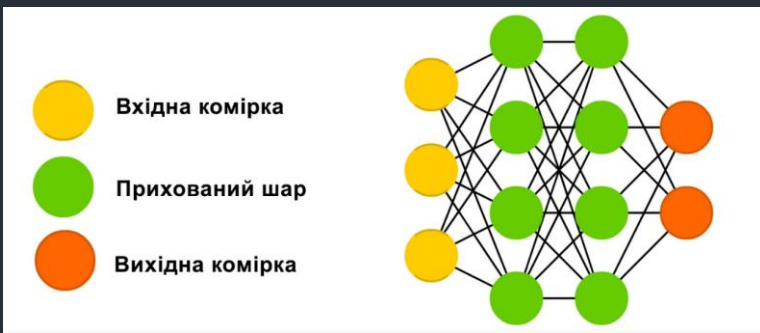 Вхідна комірка
Прихований шар
Вихідна комірка